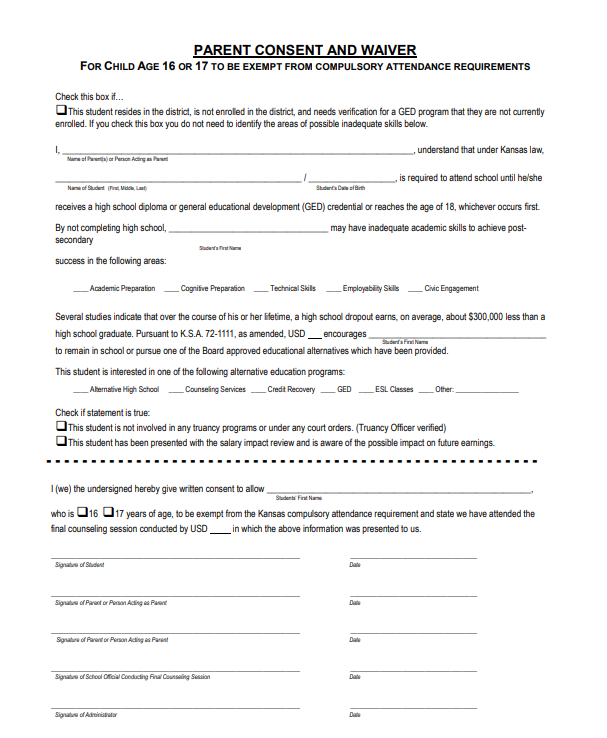 PARENT CONSENT AND WAIVER
FOR CHILD AGE 16 OR 17 TO BE EXEMPT FROM COMPULSORY ATTENDANCE REQUIREMENTS
Check this box if…
❑This student resides in the district, is not enrolled in the district, and needs verification for a GED program that they are not currently
enrolled. If you check this box you do not need to identify the areas of possible inadequate skills below.
I, ________________, understand that under Kansas law,
Name of Parent(s) or Person Acting as Parent
________________ / ________________, is required to attend school until he/she
Name of Student (First, Middle, Last) Student's Date of Birth
receives a high school diploma or general educational development (GED) credential or reaches the age of 18, whichever occurs first.
By not completing high school, ________________ may have inadequate academic skills to achieve post-
secondary
Student's First Name
success in the following areas:
____ Academic Preparation ____ Cognitive Preparation ____ Technical Skills ____ Employability Skills ____ Civic Engagement
Several studies indicate that over the course of his or her lifetime, a high school dropout earns, on average, about $300,000 less than a
high school graduate. Pursuant to K.S.A. 72-1111, as amended, USD ___ encourages ________________
Student's First Name
to remain in school or pursue one of the Board approved educational alternatives which have been provided.
This student is interested in one of the following alternative education programs:
____ Alternative High School ____ Counseling Services ____ Credit Recovery ____ GED ____ ESL Classes ____ Other: ________________
Check if statement is true:
❑This student is not involved in any truancy programs or under any court orders. (Truancy Officer verified)
❑This student has been presented with the salary impact review and is aware of the possible impact on future earnings.
I (we) the undersigned hereby give written consent to allow ________________,
Students' First Name
who is ❑16 ❑17 years of age, to be exempt from the Kansas compulsory attendance requirement and state we have attended the
final counseling session conducted by USD ____ in which the above information was presented to us.
Signature of Student Date
Signature of Parent or Person Acting as Parent Date
Signature of Parent or Person Acting as Parent Date
Signature of School Official Conducting Final Counseling Session Date
Signature of Administrator Date